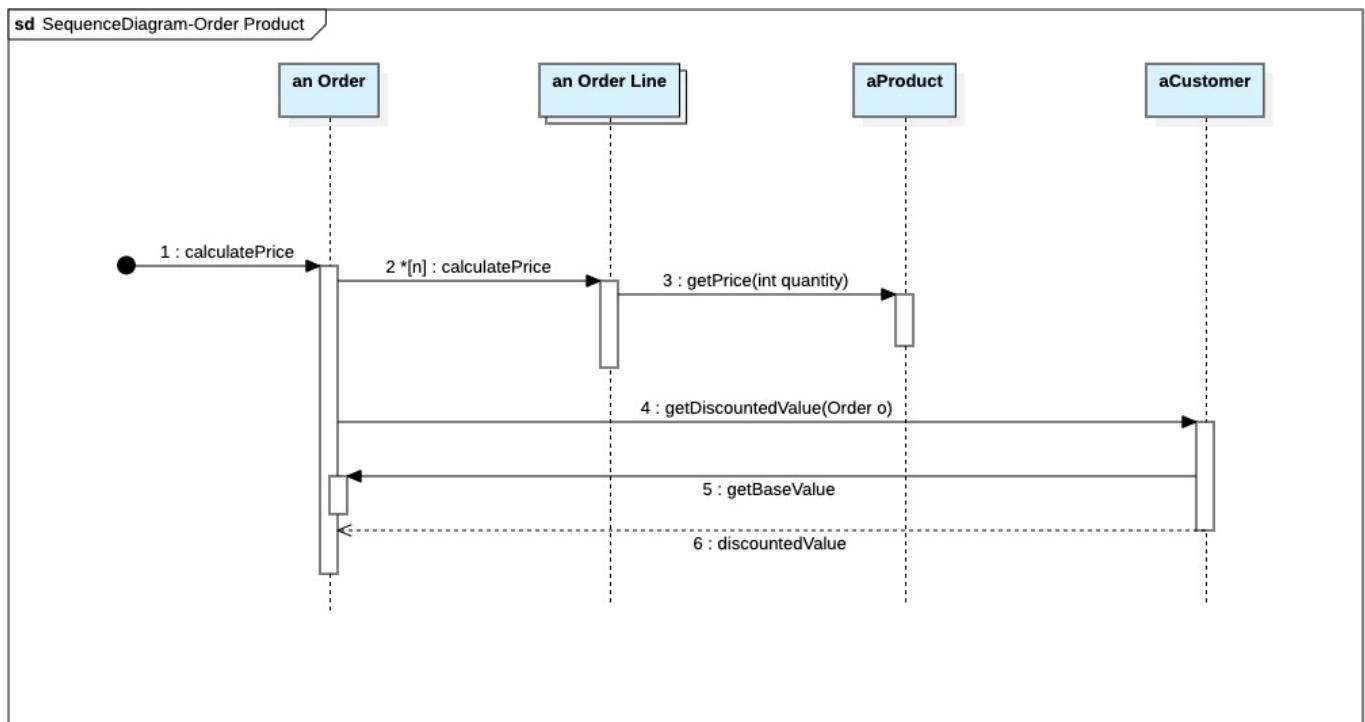 sd SequenceDiagram-Order Product
an Order
an Order Line
aProduct
aCustomer
1 : calculatePrice
2 *[n] : calculatePrice
3 : getPrice(int quantity)
4 : getDiscountedValue(Order o)
5 : getBaseValue
6 : discountedValue